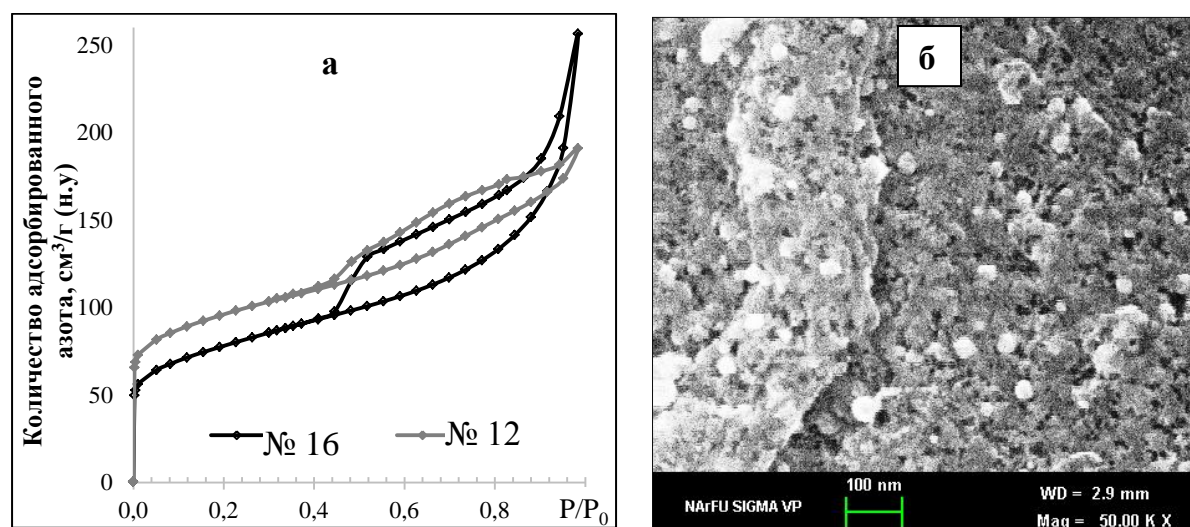 а
Количество адсорбированного
азота, см³/г (н.у)
250
200
150
100
50
0
0,0
0,2
0,4
0,6
0,8
P/P₀
№ 16
№ 12
б
NArFU SIGMA VP
100 nm
WD = 2.9 mm
Mag = 50.00 K X